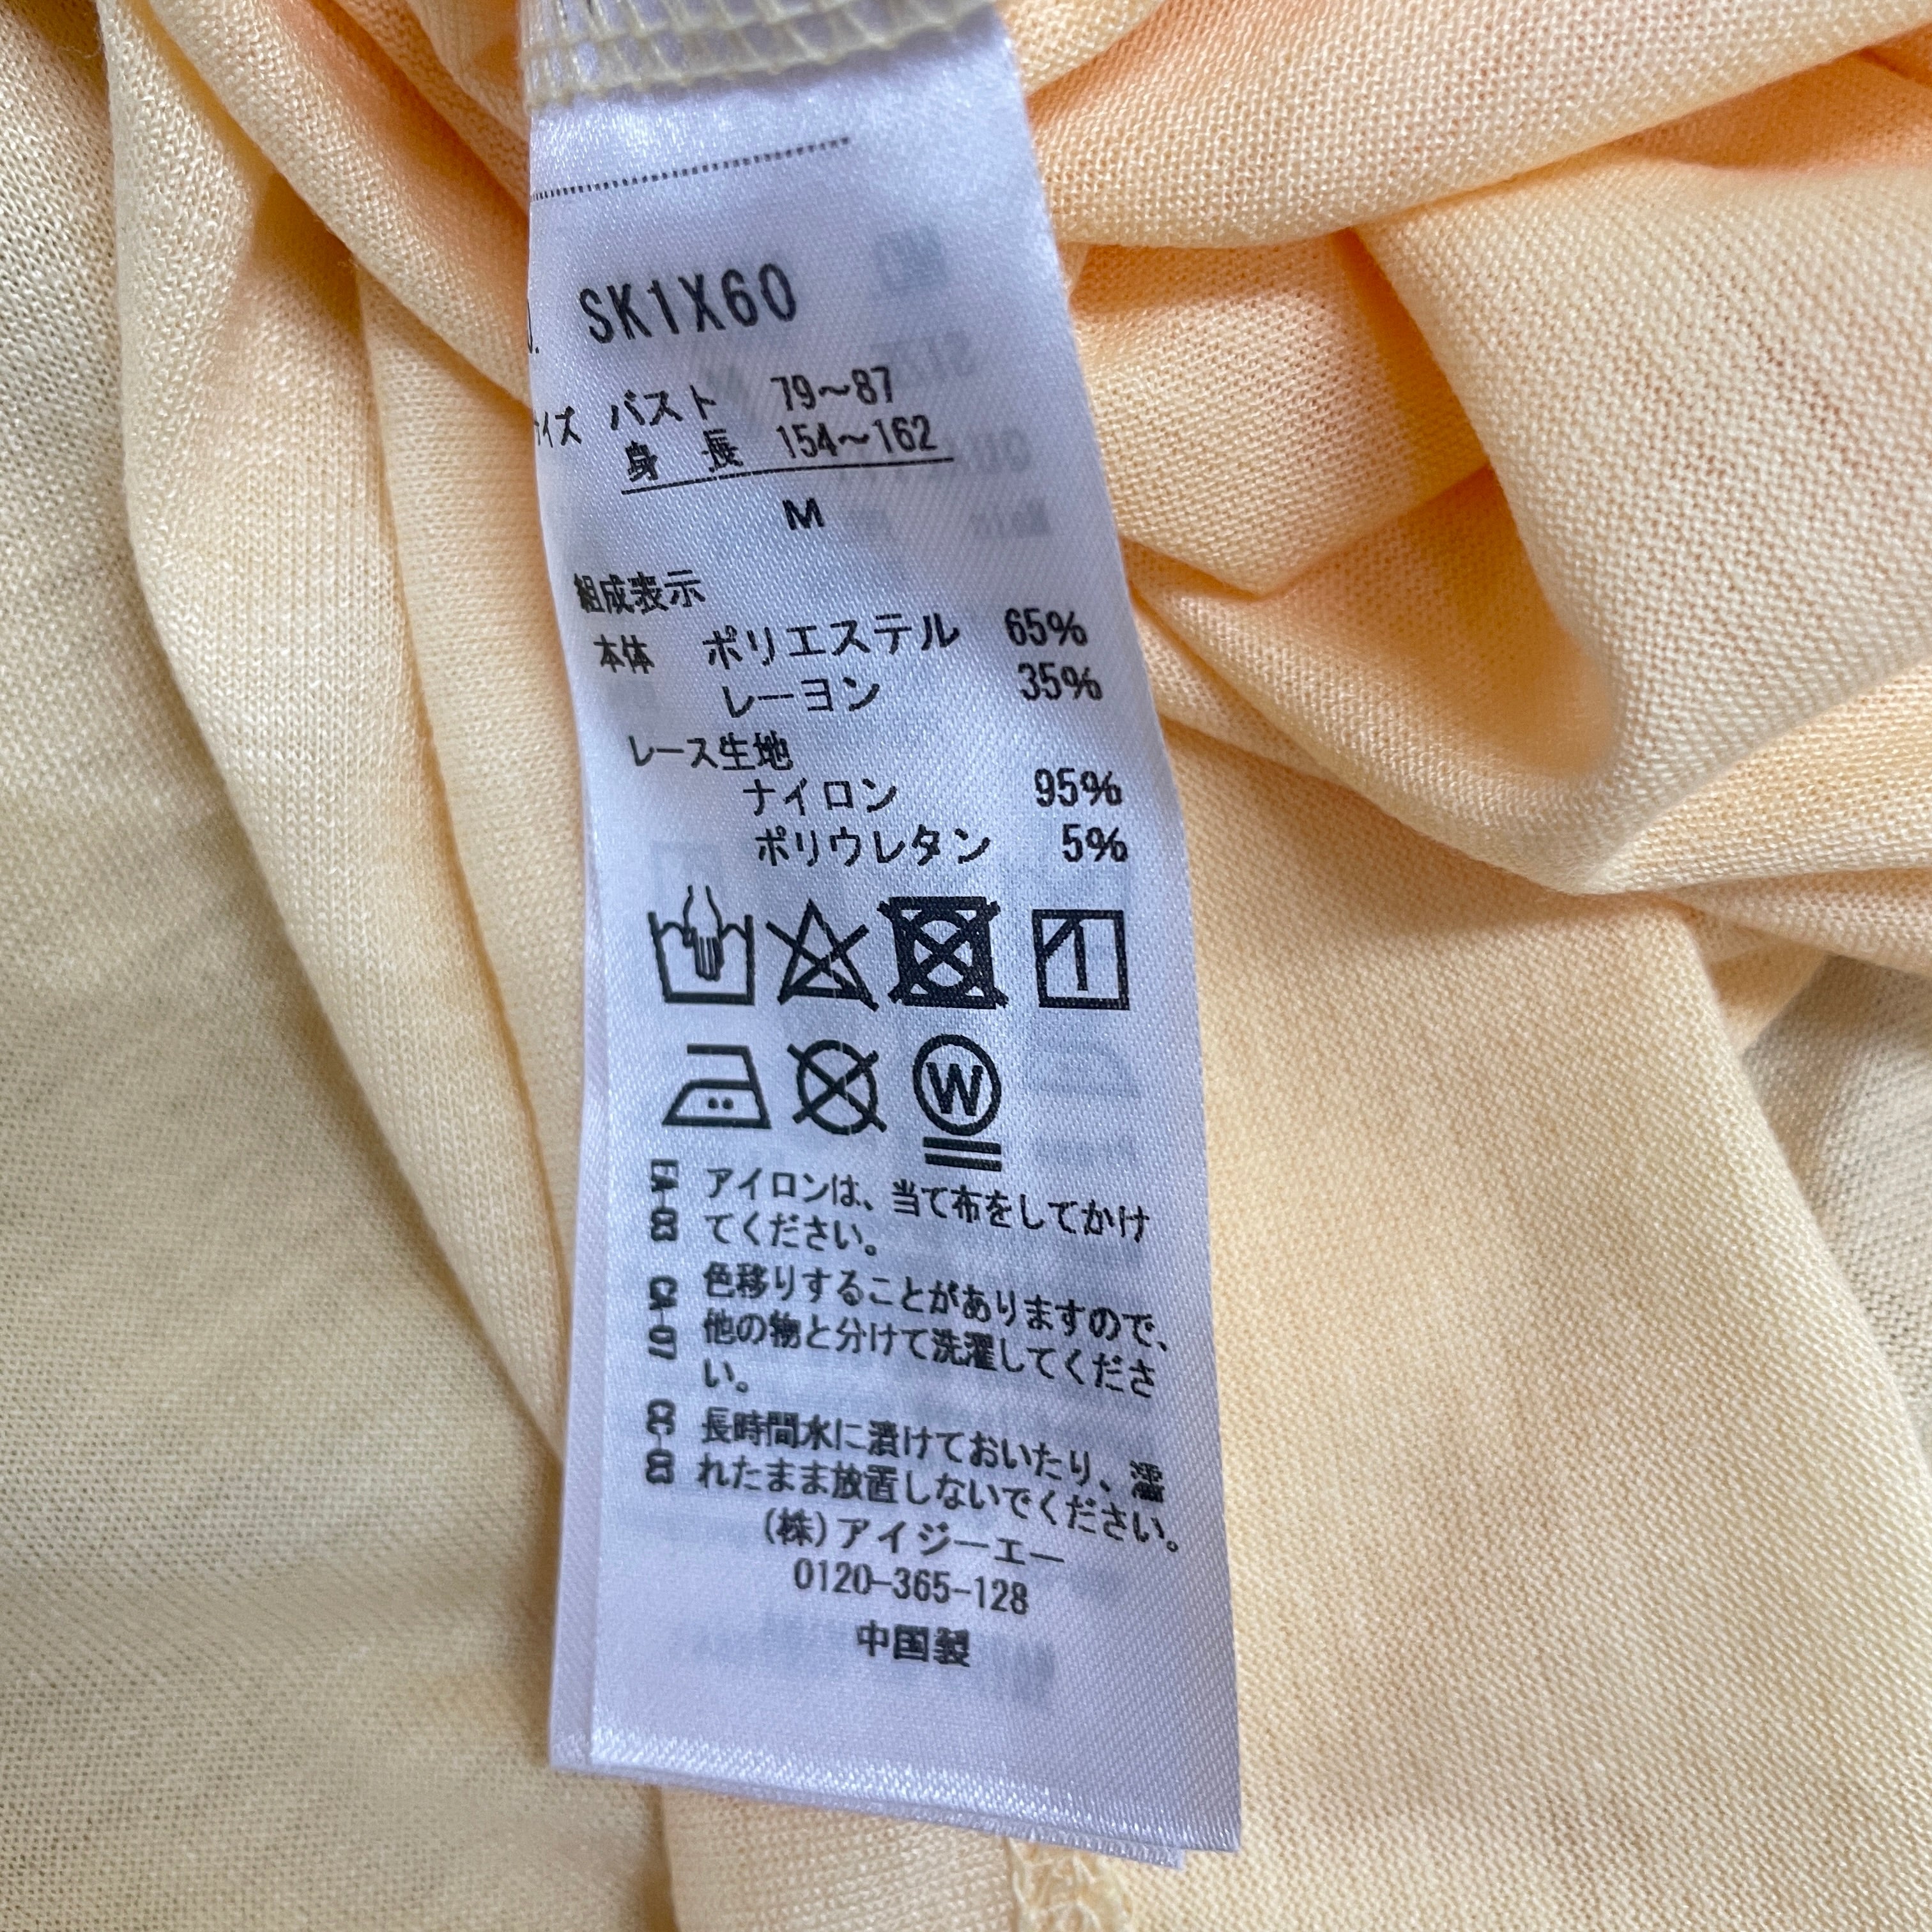 SK1X60
サイズ バスト 79～87
身 長 154～162
M
組成表示
本体 ポリエステル 65%
レーヨン 35%
レース生地
ナイロン 95%
ポリウレタン 5%
W
EA-03 アイロンは、当て布をしてかけ
てください。
CA-07 色移りすることがありますので、
他の物と分けて洗濯してくださ
い。
CC-03 長時間水に漬けておいたり、濡
れたまま放置しないでください。
(株)アイジーエー
0120-365-128
中国製